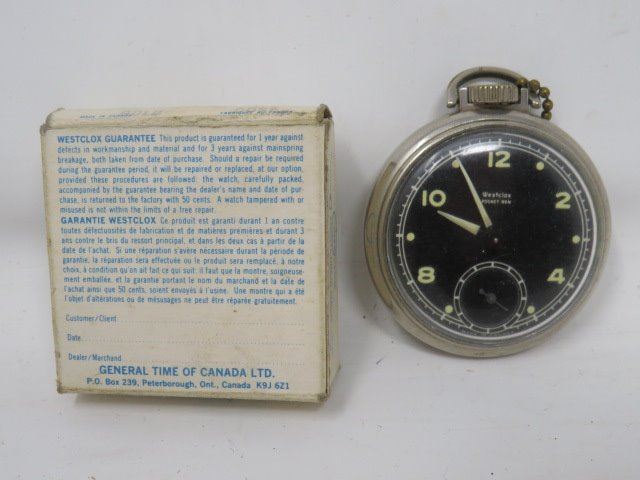 WESTCLOX GUARANTEE This product is guaranteed for 1 year against
defects in workmanship and material and for 3 years against mainspring
breakage, both taken from date of purchase. Should a repair be required
during the guarantee period, it will be repaired or replaced, at our option,
provided these procedures are followed: the watch, carefully packed,
accompanied by the guarantee bearing the dealer's name and date of pur-
chase, is returned to the factory with 50 cents. A watch tampered with or
misused is not within the limits of a free repair.
GARANTIE WESTCLOX Ce produit est garanti durant 1 an contre
toutes défectuosités de fabrication et de matières premières et durant 3
ans contre le bris du ressort principal, et dans les deux cas à partir de la
date de l'achat. Si une réparation s'avère nécessaire durant la période de
garantie, la réparation sera effectuée ou le produit sera remplacé, à notre
choix, à condition qu'on ait fait ce qui suit: il faut que la montre, soigneuse-
ment emballée, et la garantie portant le nom du marchand et la date de
l'achat ainsi que 50 cents, soient envoyés à l'usine. Une montre qui a été
l'objet d'altérations ou de mésusages ne peut être réparée gratuitement.
Customer/Client
Date
Dealer/Marchand
GENERAL TIME OF CANADA LTD.
P.O. Box 239, Peterborough, Ont., Canada K9J 6Z1
12
Westclox
POCKET BEN
10
2
8
4